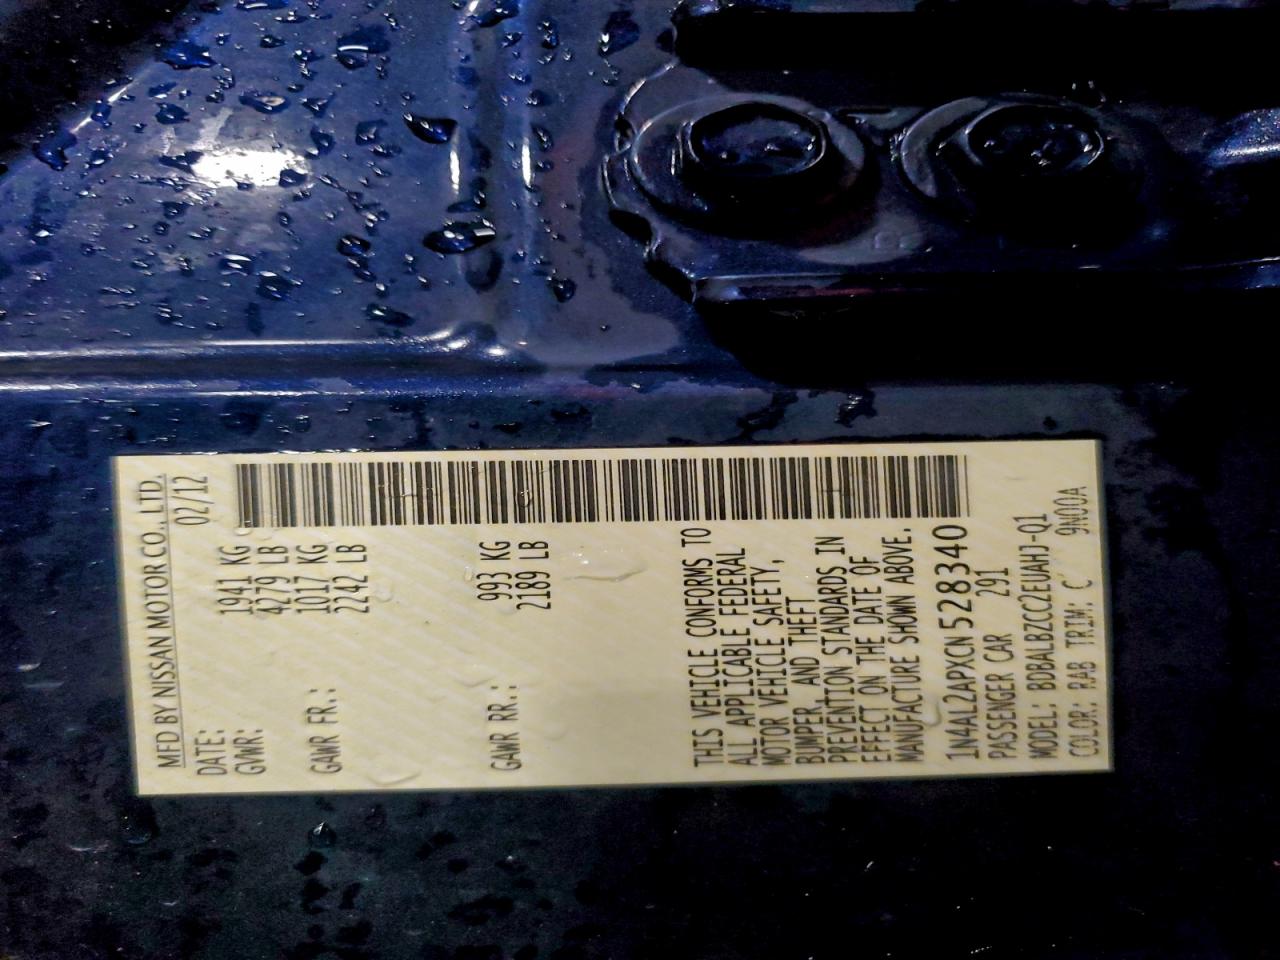 MFD BY NISSAN MOTOR CO., LTD.
DATE: 02/12
GVWR: 1941 KG
4279 LB
GAWR FR.: 1017 KG
2242 LB
GAWR RR.: 993 KG
2189 LB
THIS VEHICLE CONFORMS TO
ALL APPLICABLE FEDERAL
MOTOR VEHICLE SAFETY,
BUMPER, AND THEFT
PREVENTION STANDARDS IN
EFFECT ON THE DATE OF
MANUFACTURE SHOWN ABOVE.
1N4AL2APXCN528340
PASSENGER CAR 291
MODEL: BDBALBZCC2EUAHJ-Q1
COLOR: RAB TRIM: C 9N00A